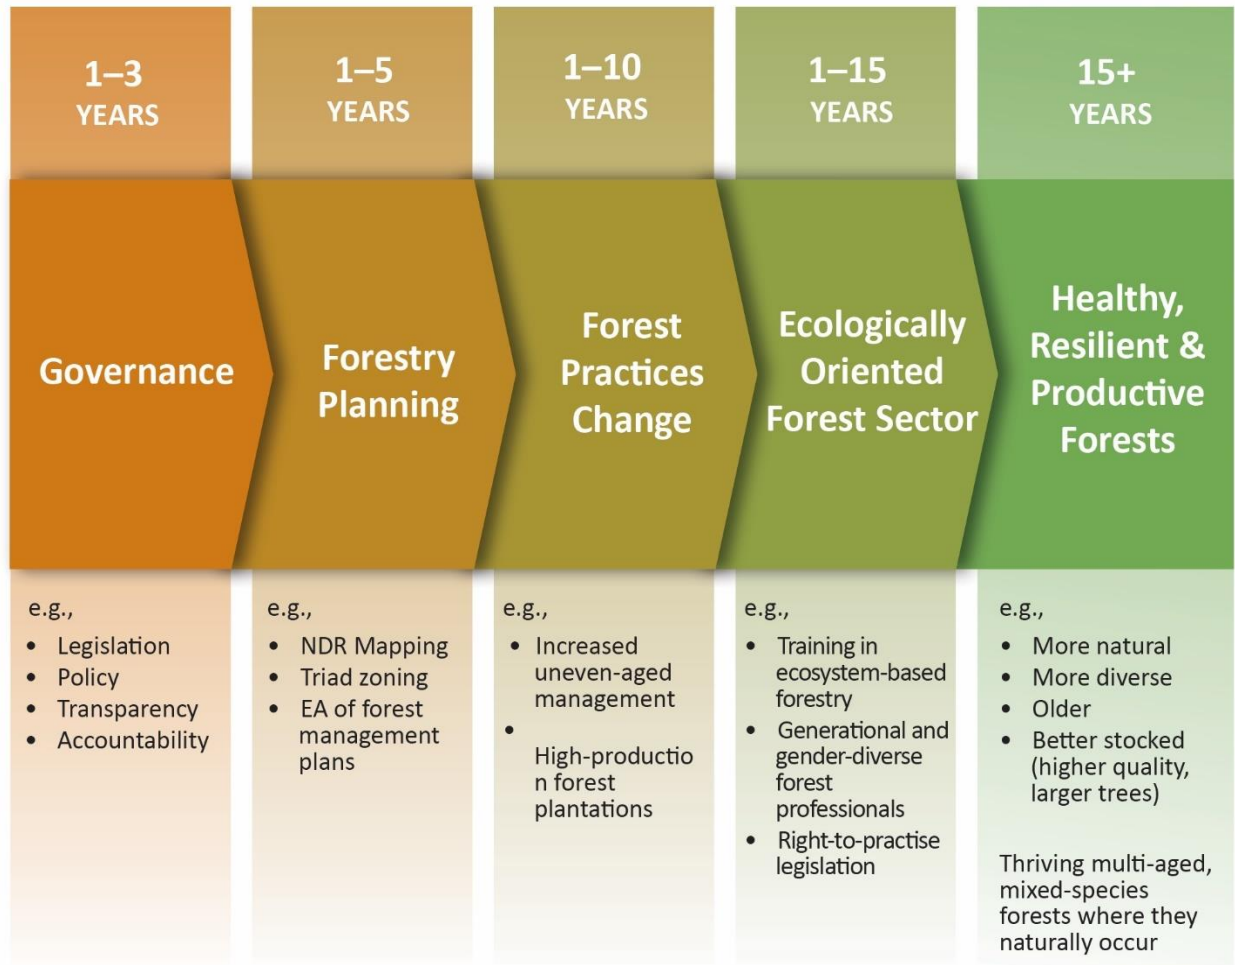 1–3
YEARS
1–5
YEARS
1–10
YEARS
1–15
YEARS
15+
YEARS
Governance
Forestry
Planning
Forest
Practices
Change
Ecologically
Oriented
Forest Sector
Healthy,
Resilient &
Productive
Forests
e.g.,
• Legislation
• Policy
• Transparency
• Accountability
e.g.,
• NDR Mapping
• Triad zoning
• EA of forest
management
plans
e.g.,
• Increased
uneven-aged
management
•
High-productio
n forest
plantations
e.g.,
• Training in
ecosystem-based
forestry
• Generational and
gender-diverse
forest
professionals
• Right-to-practise
legislation
e.g.,
• More natural
• More diverse
• Older
• Better stocked
(higher quality,
larger trees)
Thriving multi-aged,
mixed-species
forests where they
naturally occur